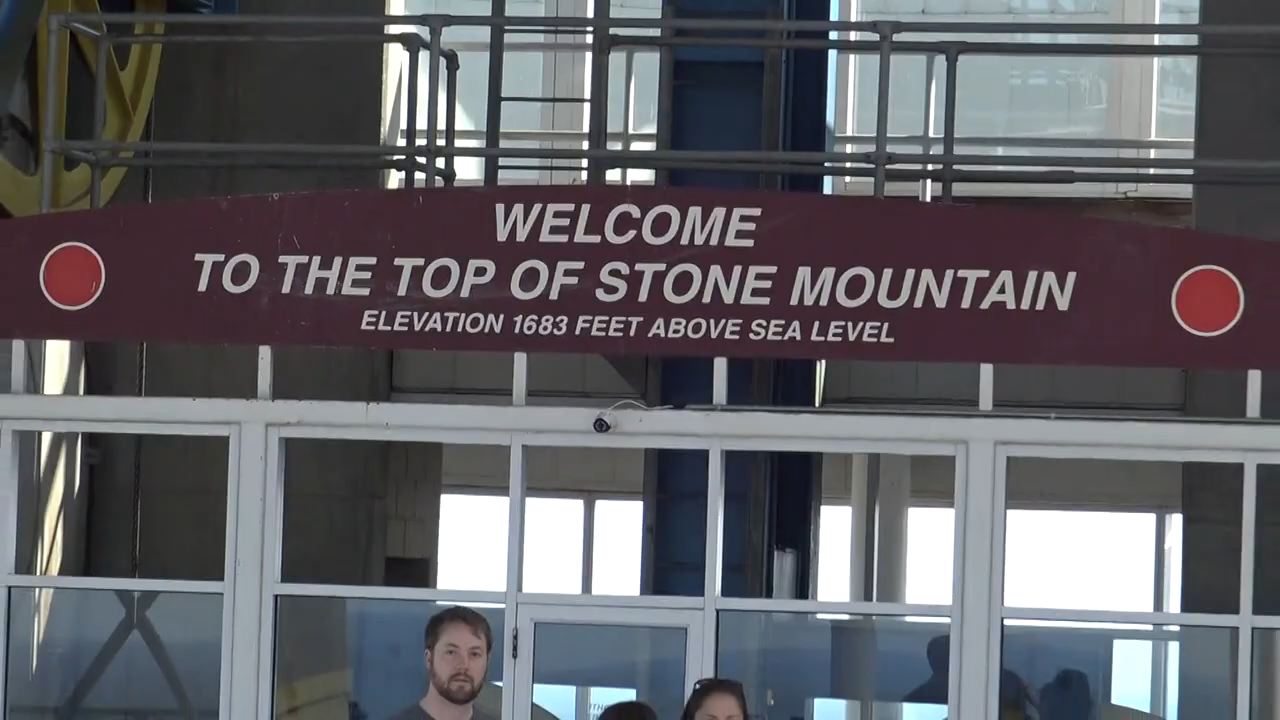 WELCOME
TO THE TOP OF STONE MOUNTAIN
ELEVATION 1683 FEET ABOVE SEA LEVEL